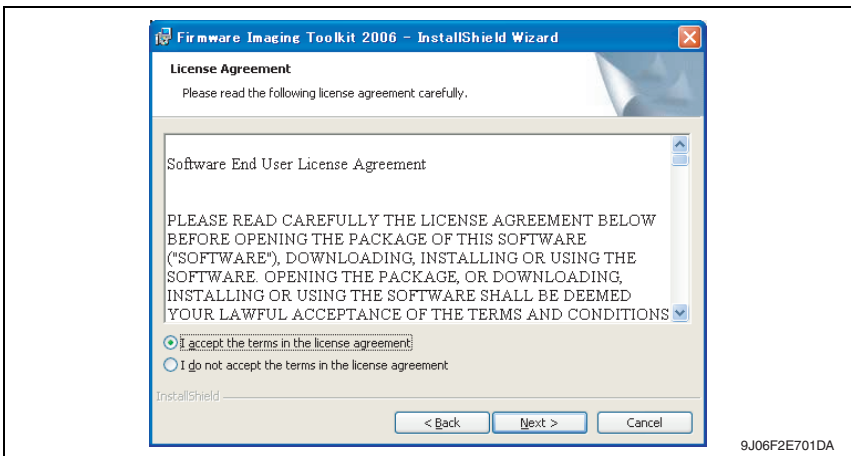 Firmware Imaging Toolkit 2006 - InstallShield Wizard
License Agreement
Please read the following license agreement carefully.
Software End User License Agreement
PLEASE READ CAREFULLY THE LICENSE AGREEMENT BELOW
BEFORE OPENING THE PACKAGE OF THIS SOFTWARE
("SOFTWARE"), DOWNLOADING, INSTALLING OR USING THE
SOFTWARE. OPENING THE PACKAGE, OR DOWNLOADING,
INSTALLING OR USING THE SOFTWARE SHALL BE DEEMED
YOUR LAWFUL ACCEPTANCE OF THE TERMS AND CONDITIONS
I accept the terms in the license agreement
I do not accept the terms in the license agreement
InstallShield
< Back
Next >
Cancel
9J06F2E701DA